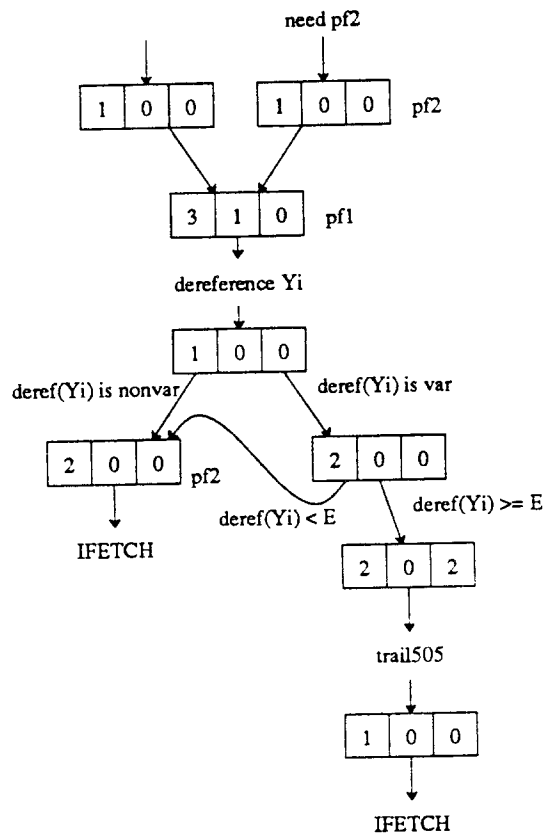 need pf2
1 0 0
1 0 0 pf2
3 1 0 pf1
dereference Yi
1 0 0
deref(Yi) is nonvar
deref(Yi) is var
2 0 0 pf2
2 0 0
deref(Yi) < E
deref(Yi) >= E
IFETCH
2 0 2
trail505
1 0 0
IFETCH